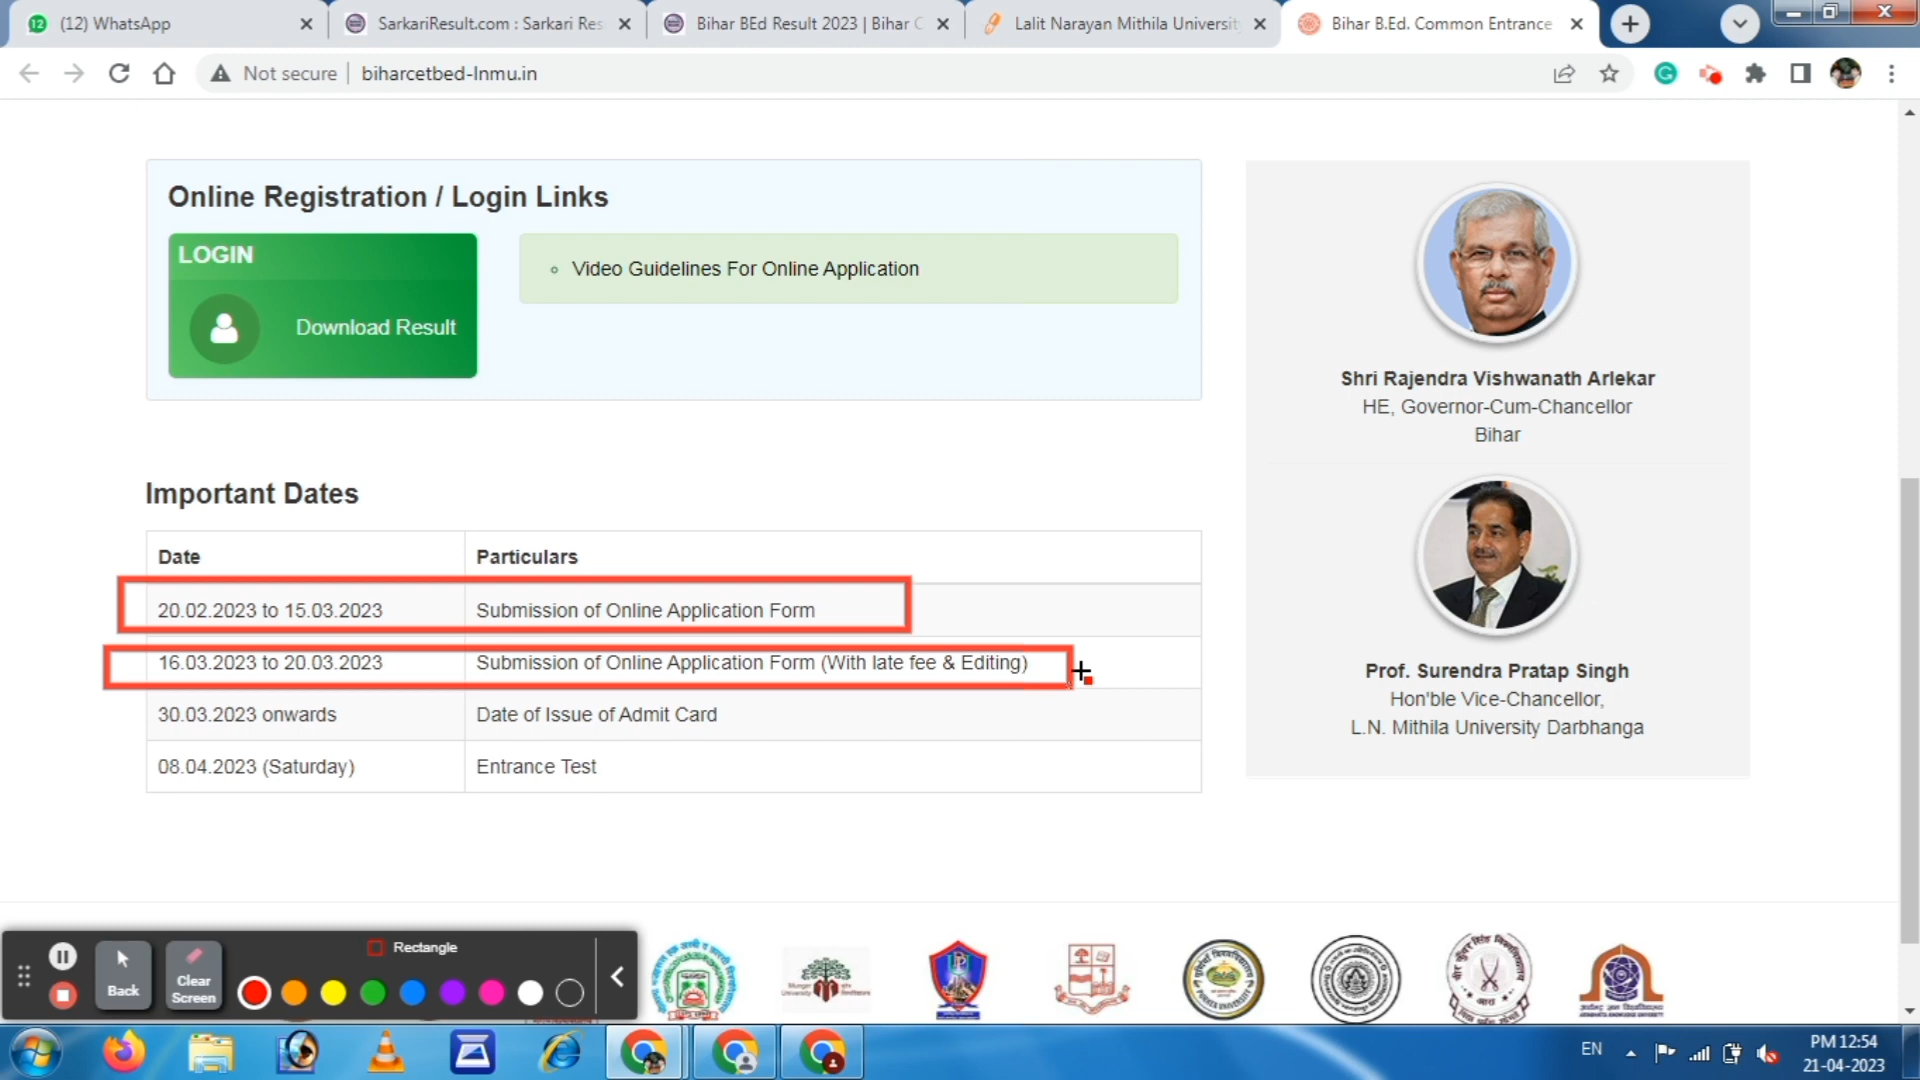 (12) WhatsApp
SarkariResult.com : Sarkari Res
Bihar BEd Result 2023 | Bihar C
Lalit Narayan Mithila University
Bihar B.Ed. Common Entrance
Not secure
biharcetbed-lnmu.in
Online Registration / Login Links
LOGIN
Download Result
Video Guidelines For Online Application
Shri Rajendra Vishwanath Arlekar
HE, Governor-Cum-Chancellor
Bihar
Important Dates
Date Particulars
20.02.2023 to 15.03.2023 Submission of Online Application Form
16.03.2023 to 20.03.2023 Submission of Online Application Form (With late fee & Editing)
30.03.2023 onwards Date of Issue of Admit Card
08.04.2023 (Saturday) Entrance Test
Prof. Surendra Pratap Singh
Hon'ble Vice-Chancellor,
L.N. Mithila University Darbhanga
Rectangle
Back
Clear
Screen
EN
PM 12:54
21-04-2023